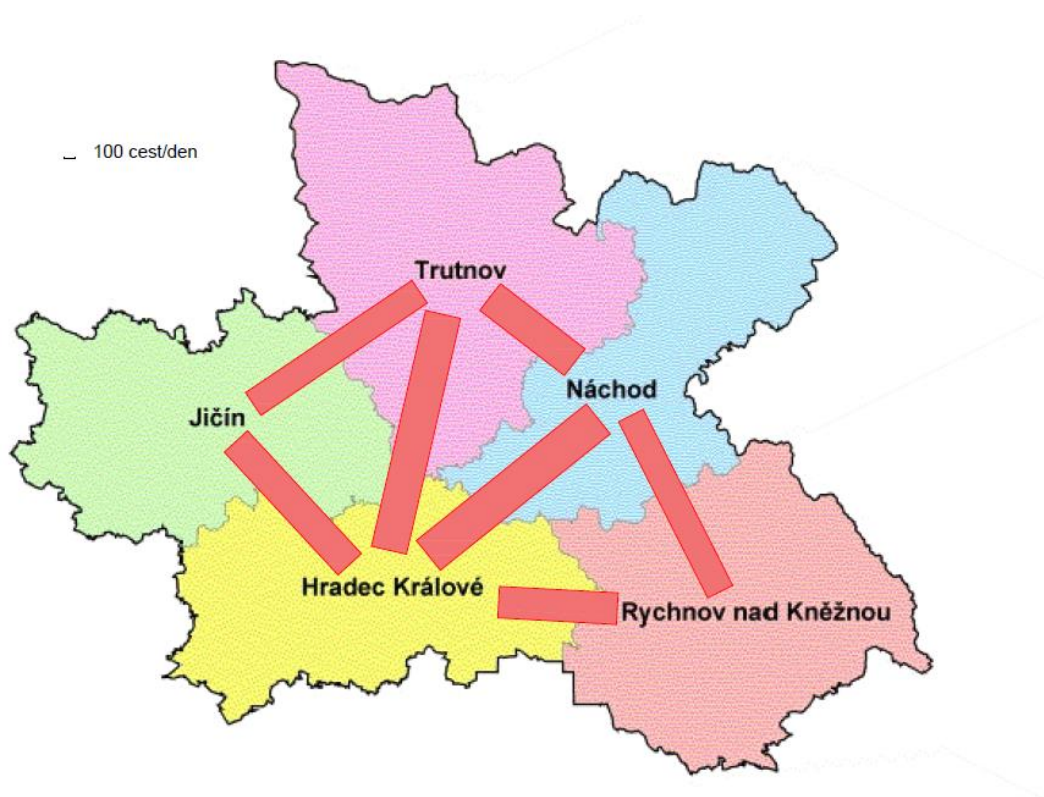 100 cest/den
Trutnov
Náchod
Jičín
Hradec Králové
Rychnov nad Kněžnou